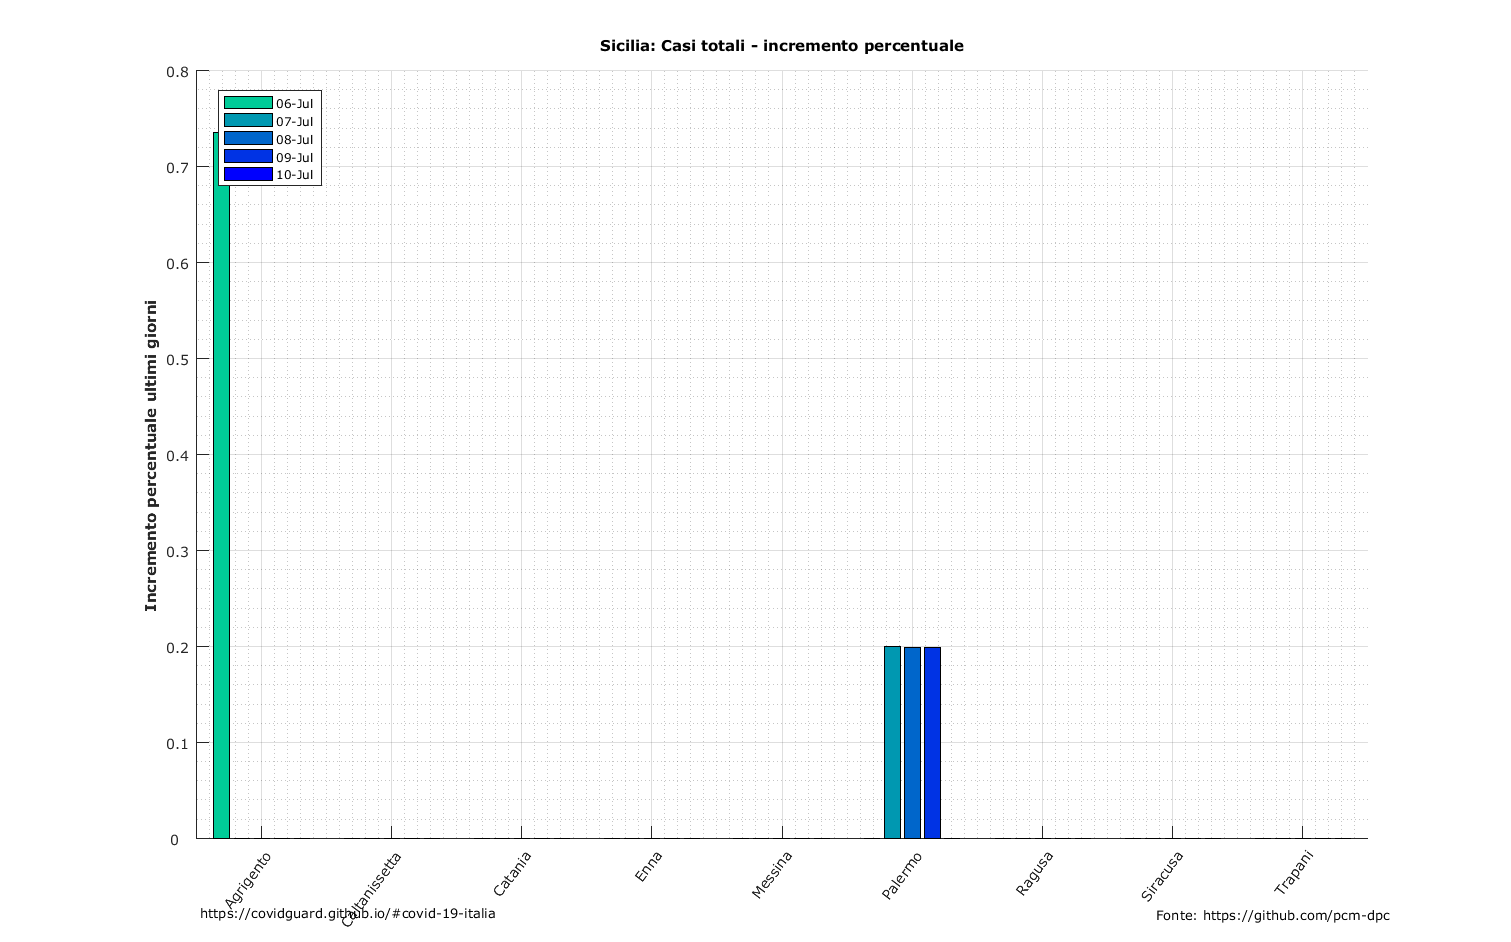 Sicilia: Casi totali - incremento percentuale
Incremento percentuale ultimi giorni
0.8
0.7
0.6
0.5
0.4
0.3
0.2
0.1
0
06-Jul
07-Jul
08-Jul
09-Jul
10-Jul
Agrigento
Caltanissetta
Catania
Enna
Messina
Palermo
Ragusa
Siracusa
Trapani
https://covidguard.github.io/#covid-19-italia
Fonte: https://github.com/pcm-dpc